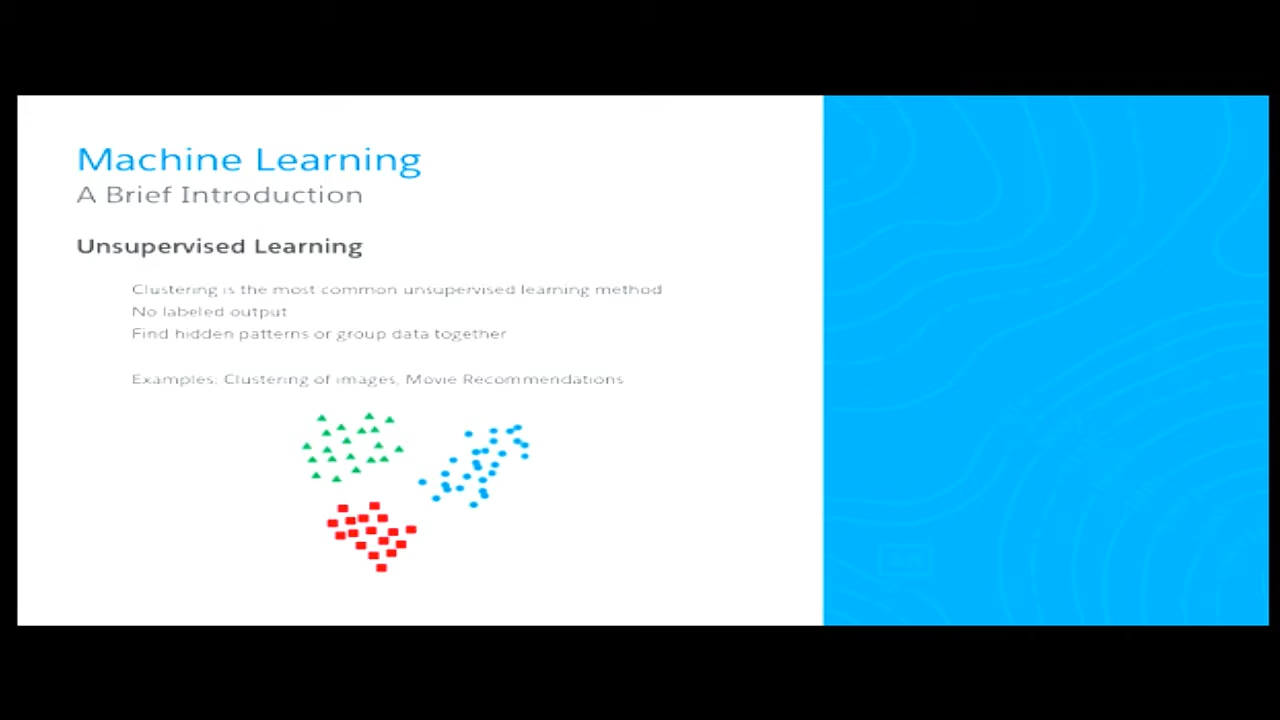 Machine Learning
A Brief Introduction
Unsupervised Learning
Clustering is the most common unsupervised learning method
No labeled output
Find hidden patterns or group data together
Examples: Clustering of images, Movie Recommendations